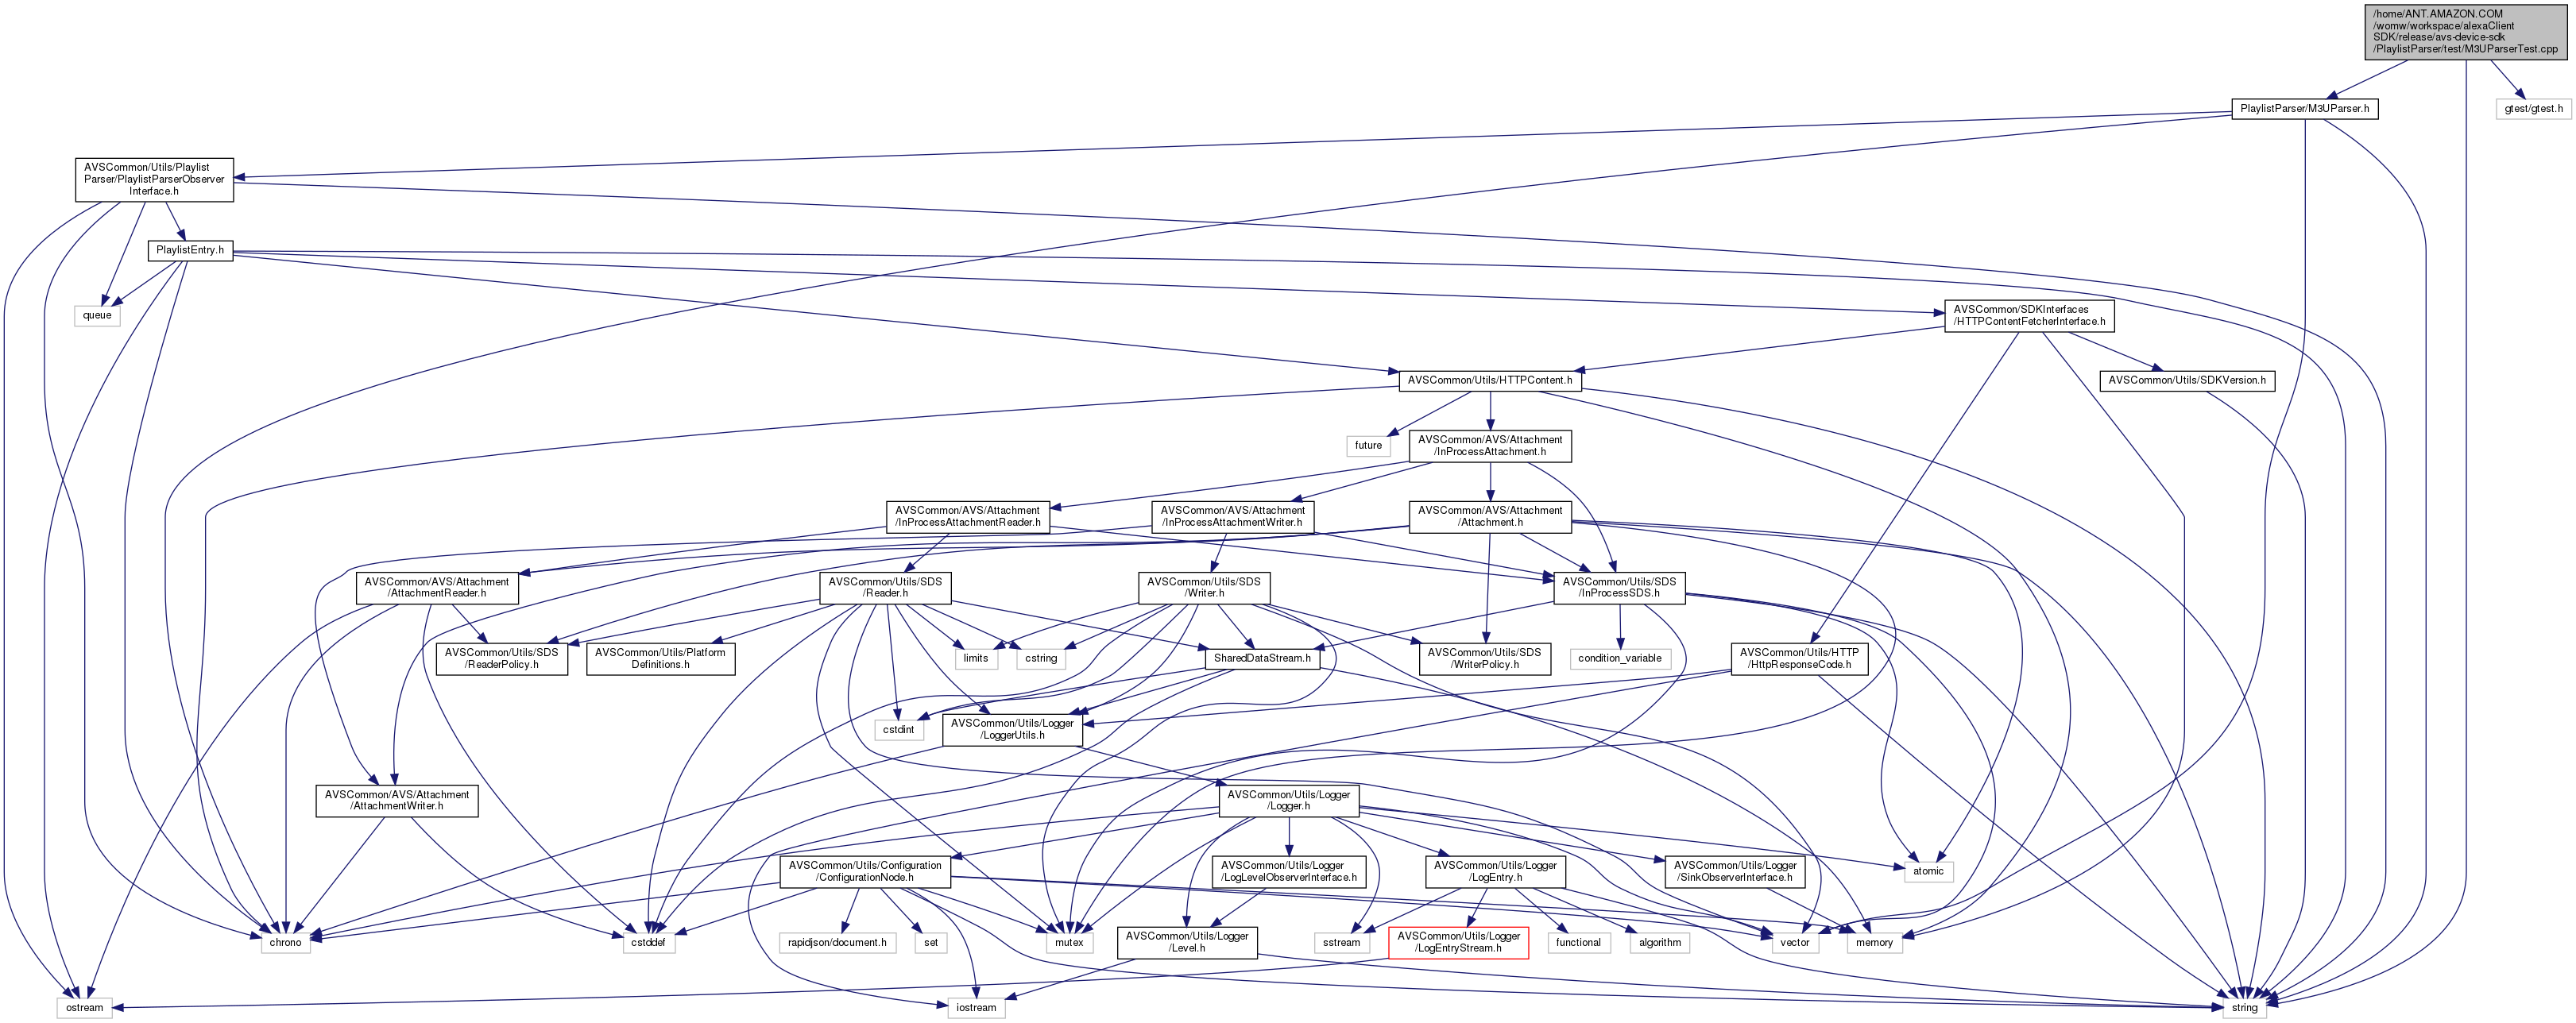 /home/ANT.AMAZON.COM
/womw/workspace/alexaClient
SDK/release/avs-device-sdk
/PlaylistParser/test/M3UParserTest.cpp
PlaylistParser/M3UParser.h
gtest/gtest.h
AVSCommon/Utils/Playlist
Parser/PlaylistParserObserver
Interface.h
PlaylistEntry.h
queue
AVSCommon/SDKInterfaces
/HTTPContentFetcherInterface.h
AVSCommon/Utils/HTTPContent.h
AVSCommon/Utils/SDKVersion.h
future
AVSCommon/AVS/Attachment
/InProcessAttachment.h
AVSCommon/AVS/Attachment
/InProcessAttachmentReader.h
AVSCommon/AVS/Attachment
/InProcessAttachmentWriter.h
AVSCommon/AVS/Attachment
/Attachment.h
AVSCommon/AVS/Attachment
/AttachmentReader.h
AVSCommon/Utils/SDS
/Reader.h
AVSCommon/Utils/SDS
/Writer.h
AVSCommon/Utils/SDS
/InProcessSDS.h
AVSCommon/Utils/SDS
/ReaderPolicy.h
AVSCommon/Utils/Platform
Definitions.h
limits
cstring
SharedDataStream.h
AVSCommon/Utils/SDS
/WriterPolicy.h
condition_variable
AVSCommon/Utils/HTTP
/HttpResponseCode.h
cstdint
AVSCommon/Utils/Logger
/LoggerUtils.h
AVSCommon/AVS/Attachment
/AttachmentWriter.h
AVSCommon/Utils/Logger
/Logger.h
AVSCommon/Utils/Configuration
/ConfigurationNode.h
AVSCommon/Utils/Logger
/LogLevelObserverInterface.h
AVSCommon/Utils/Logger
/LogEntry.h
AVSCommon/Utils/Logger
/SinkObserverInterface.h
atomic
chrono
cstddef
rapidjson/document.h
set
mutex
AVSCommon/Utils/Logger
/Level.h
sstream
AVSCommon/Utils/Logger
/LogEntryStream.h
functional
algorithm
vector
memory
ostream
iostream
string